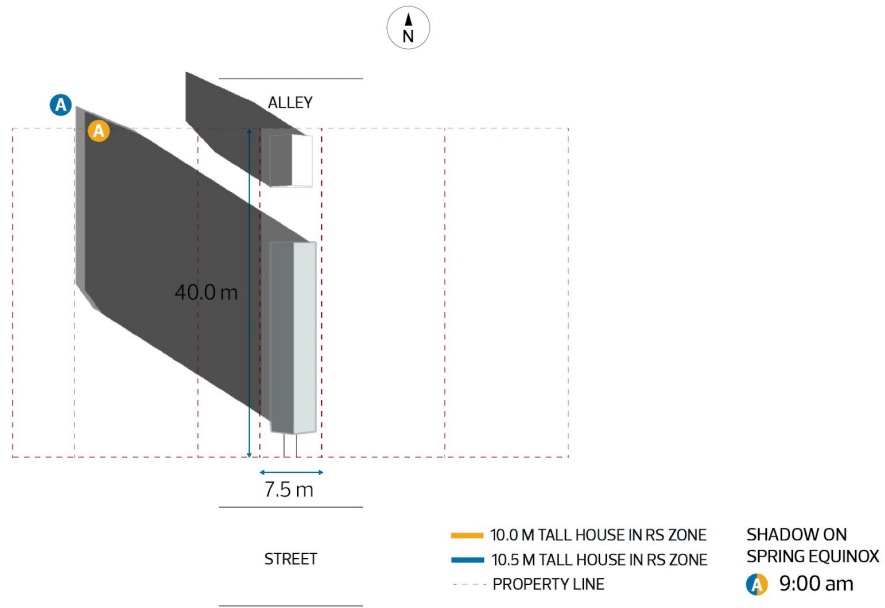 N
ALLEY
A
A
40.0 m
7.5 m
STREET
10.0 M TALL HOUSE IN RS ZONE
10.5 M TALL HOUSE IN RS ZONE
PROPERTY LINE
SHADOW ON
SPRING EQUINOX
A 9:00 am